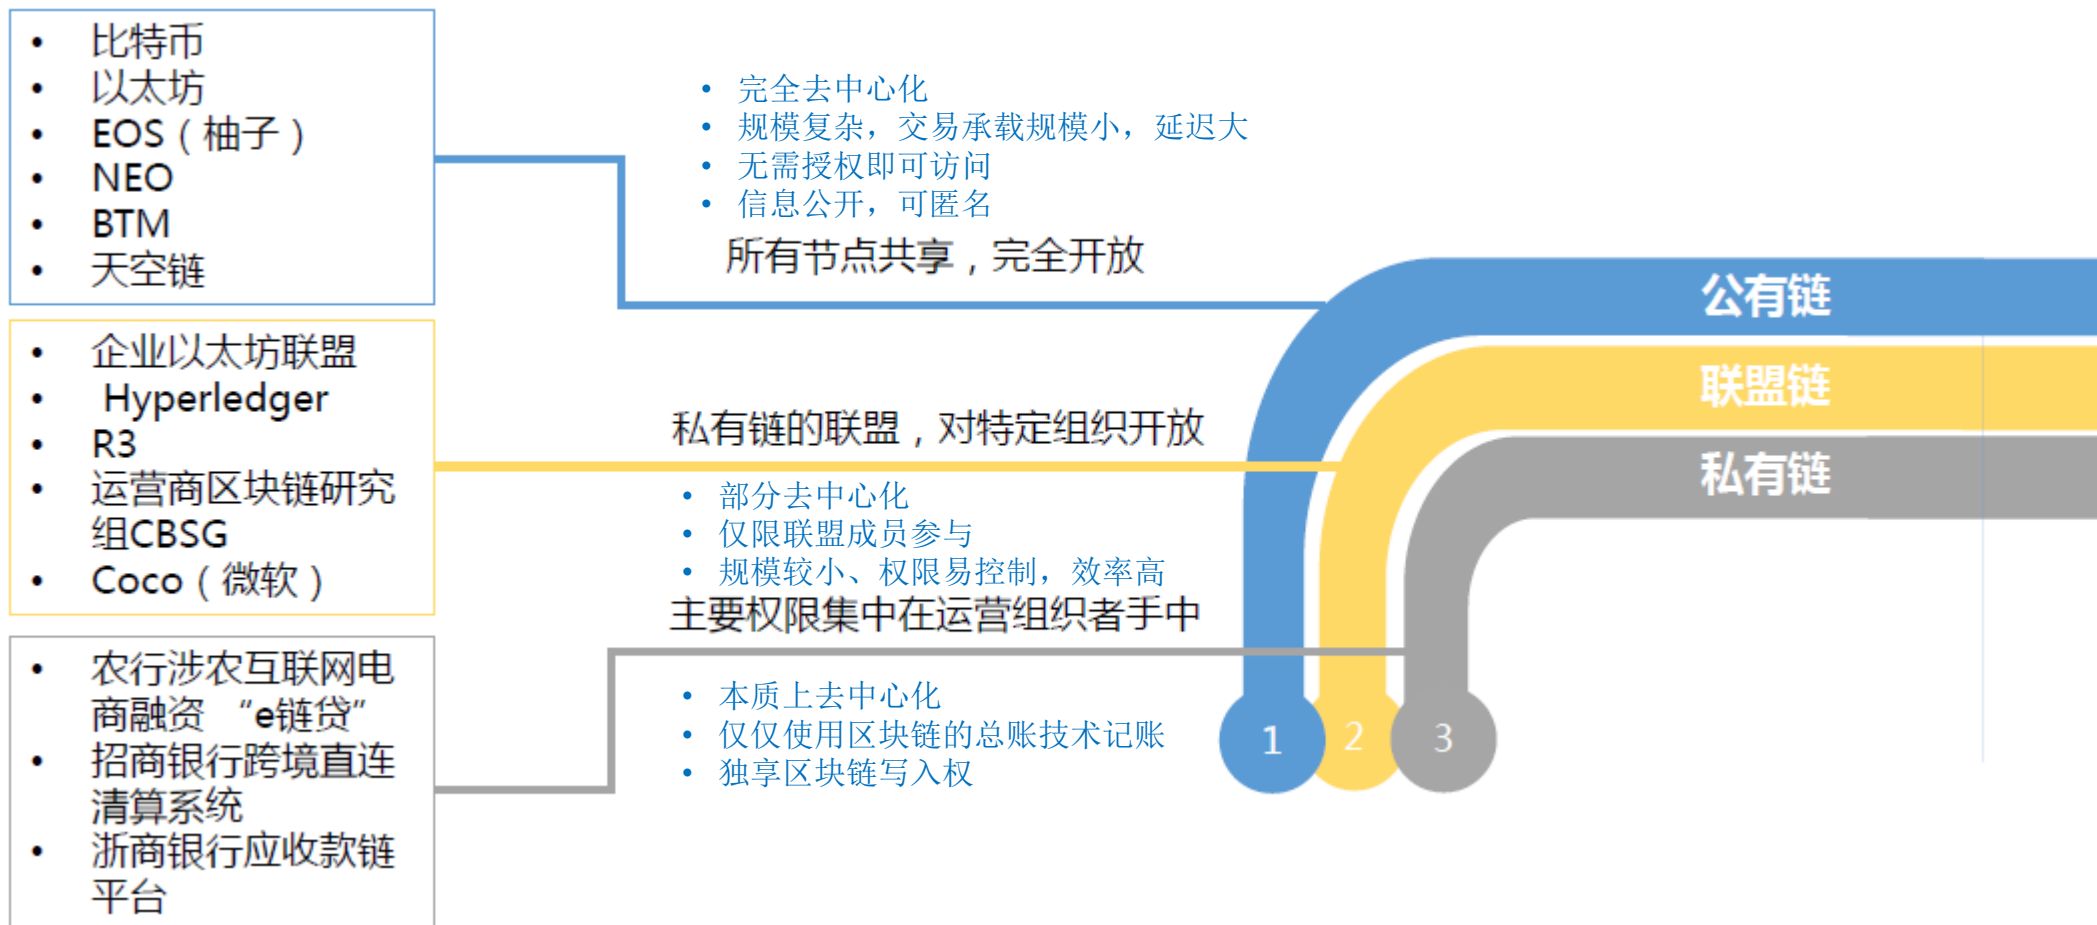 • 比特币
• 以太坊
• EOS（柚子）
• NEO
• BTM
• 天空链
• 完全去中心化
• 规模复杂，交易承载规模小，延迟大
• 无需授权即可访问
• 信息公开，可匿名
所有节点共享，完全开放
公有链
• 企业以太坊联盟
• Hyperledger
• R3
• 运营商区块链研究
组CBSG
• Coco（微软）
私有链的联盟，对特定组织开放
• 部分去中心化
• 仅限联盟成员参与
• 规模较小、权限易控制，效率高
联盟链
• 农行涉农互联网电
商融资 “e链贷”
• 招商银行跨境直连
清算系统
• 浙商银行应收款链
平台
主要权限集中在运营组织者手中
• 本质上去中心化
• 仅仅使用区块链的总账技术记账
• 独享区块链写入权
私有链
1
2
3